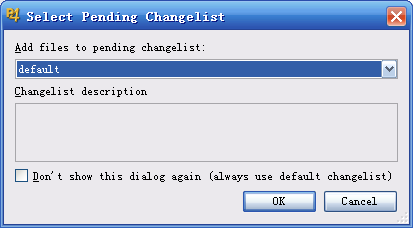 Select Pending Changelist
Add files to pending changelist:
default
Changelist description
Don't show this dialog again (always use default changelist)
OK
Cancel